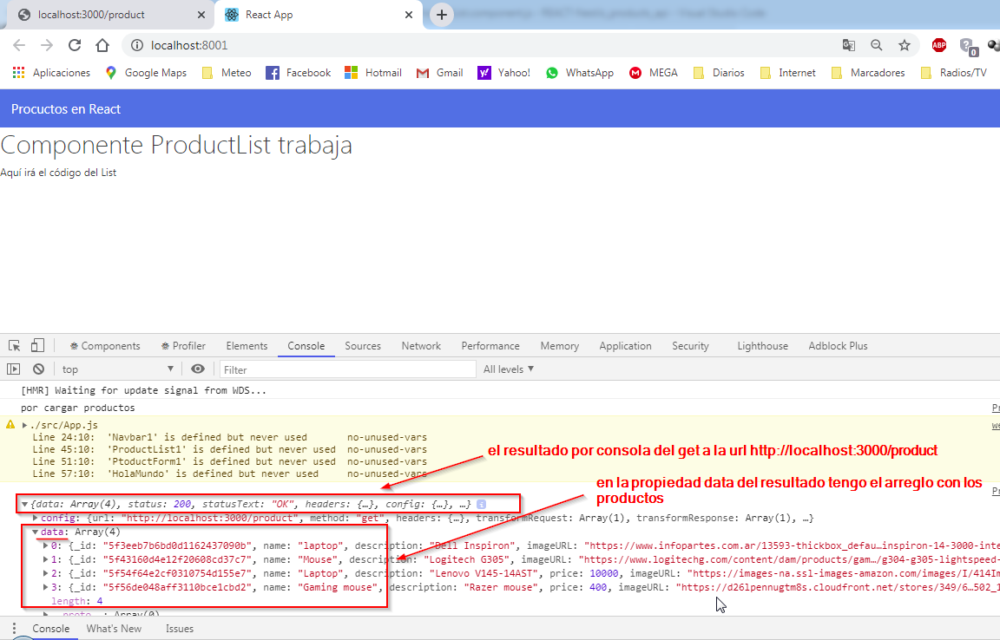 localhost:3000/product
React App
localhost:8001
ABP
0
Aplicaciones
Google Maps
Meteo
Facebook
Hotmail
Gmail
Yahoo!
WhatsApp
MEGA
Diarios
Internet
Marcadores
Radios/TV
Procuctos en React
Componente ProductList trabaja
Aquí irá el código del List
Components
Profiler
Elements
Console
Sources
Network
Performance
Memory
Application
Security
Lighthouse
Adblock Plus
top
Filter
All levels
[HMR] Waiting for update signal from WDS...
por cargar productos
Pr
./src/App.js
we
Line 24:10: 'Navbar1' is defined but never used no-unused-vars
Line 45:10: 'ProductList1' is defined but never used no-unused-vars
Line 51:10: 'PtoductForm1' is defined but never used no-unused-vars
Line 57:10: 'HolaMundo' is defined but never used no-unused-vars
el resultado por consola del get a la url http://localhost:3000/product
en la propiedad data del resultado tengo el arreglo con los
productos
Pr
{data: Array(4), status: 200, statusText: "OK", headers: {…}, config: {…}, …}
config: {url: "http://localhost:3000/product", method: "get", headers: {…}, transformRequest: Array(1), transformResponse: Array(1), …}
data: Array(4)
0: {_id: "5f3eeb7b6bd0d1162437090b", name: "laptop", description: "Dell Inspiron", imageURL: "https://www.infopartes.com.ar/13593-thickbox_defau…inspiron-14-3000-inte
1: {_id: "5f43160d4e12f20608cd37c7", name: "Mouse", description: "Logitech G305", imageURL: "https://www.logitechg.com/content/dam/products/gam…/g304-g305-lightspeed-
2: {_id: "5f54f64e2cf0310754d155e7", name: "Laptop", description: "Lenovo V145-14AST", price: 10000, imageURL: "https://images-na.ssl-images-amazon.com/images/I/414Im
3: {_id: "5f56de048aff3110bce1cbd2", name: "Gaming mouse", description: "Razer mouse", price: 400, imageURL: "https://d26lpennugtm8s.cloudfront.net/stores/349/6…502_1
length: 4
__proto__: Array(0)
Console
What's New
Issues